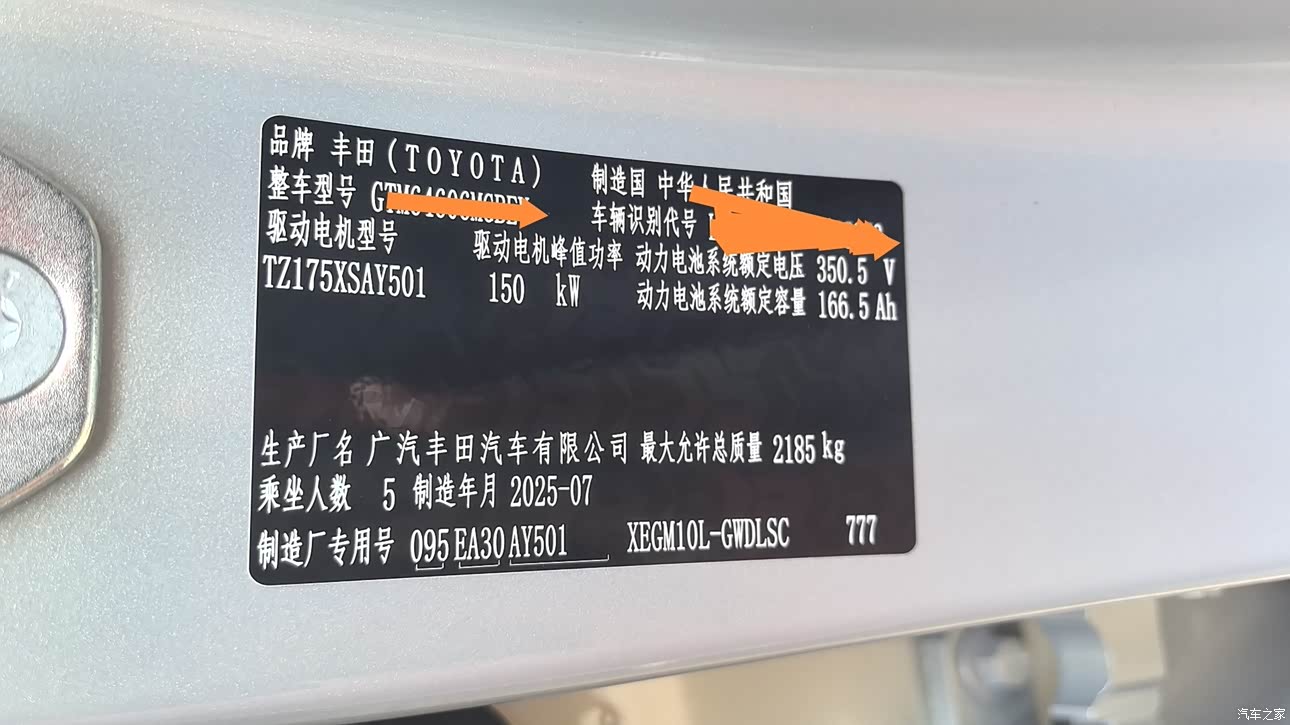 品牌 丰田(TOYOTA)
制造国 中华人民共和国
整车型号
车辆识别代号
驱动电机型号
驱动电机峰值功率
动力电池系统额定电压 350.5 V
TZ175XSAY501 150 kW
动力电池系统额定容量 166.5 Ah
生产厂名 广汽丰田汽车有限公司 最大允许总质量 2185 kg
乘坐人数 5 制造年月 2025-07
制造厂专用号 095 EA30 AY501 XEGM10L-GWDLSC 777
汽车之家